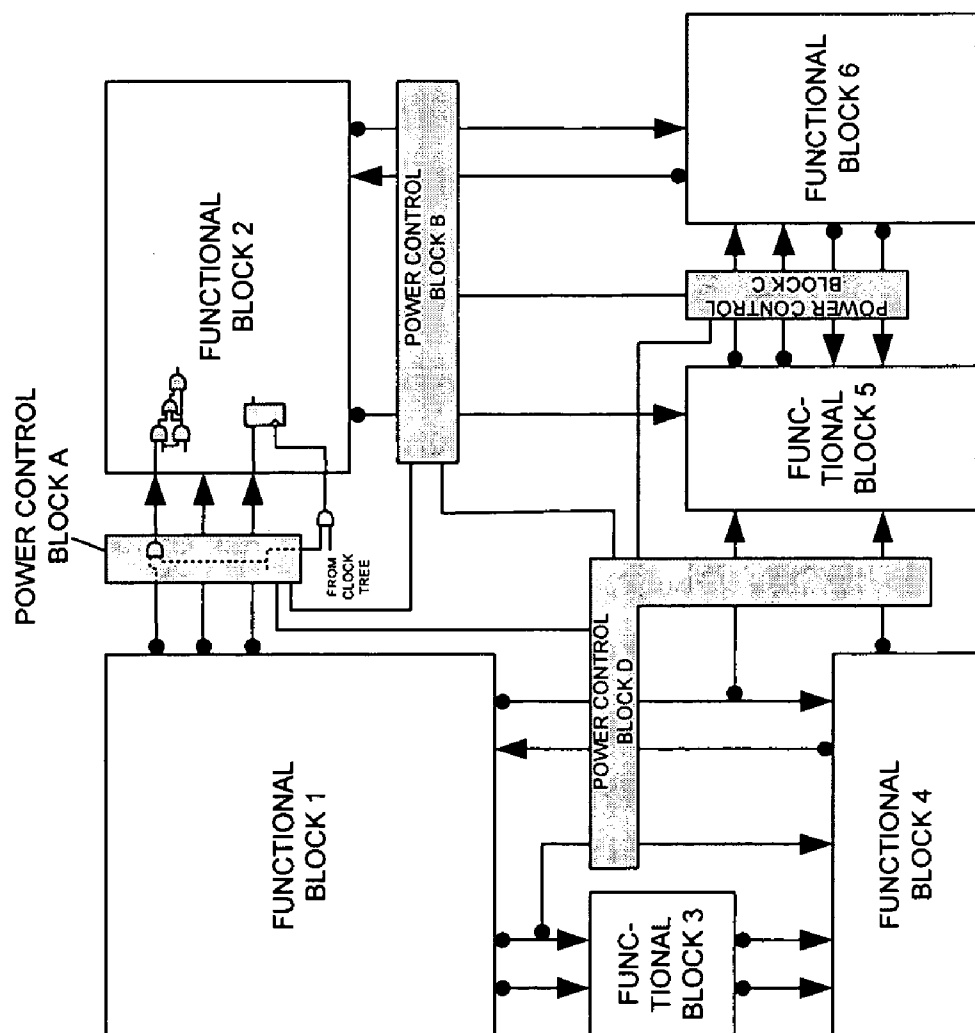 POWER CONTROL
BLOCK A
FUNCTIONAL
BLOCK 1
FUNCTIONAL
BLOCK 2
FROM
CLOCK
TREE
POWER CONTROL
BLOCK B
POWER CONTROL
BLOCK D
FUNC-
TIONAL
BLOCK 3
FUNCTIONAL
BLOCK 4
FUNC-
TIONAL
BLOCK 5
POWER CONTROL
BLOCK C
FUNCTIONAL
BLOCK 6